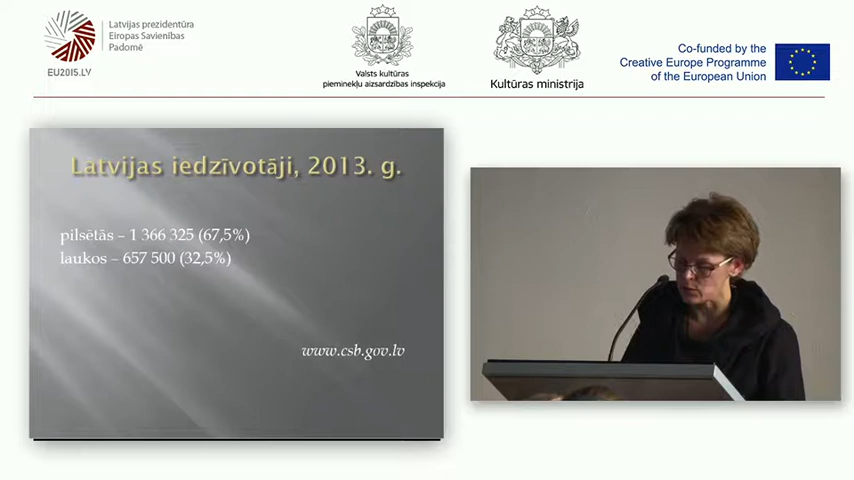 Latvijas prezidentūra
Eiropas Savienības
Padomē
EU2015.LV
Valsts kultūras
pieminekļu aizsardzības inspekcija
Kultūras ministrija
Co-funded by the
Creative Europe Programme
of the European Union
Latvijas iedzīvotāji, 2013. g.
pilsētās – 1 366 325 (67,5%)
laukos – 657 500 (32,5%)
www.csb.gov.lv